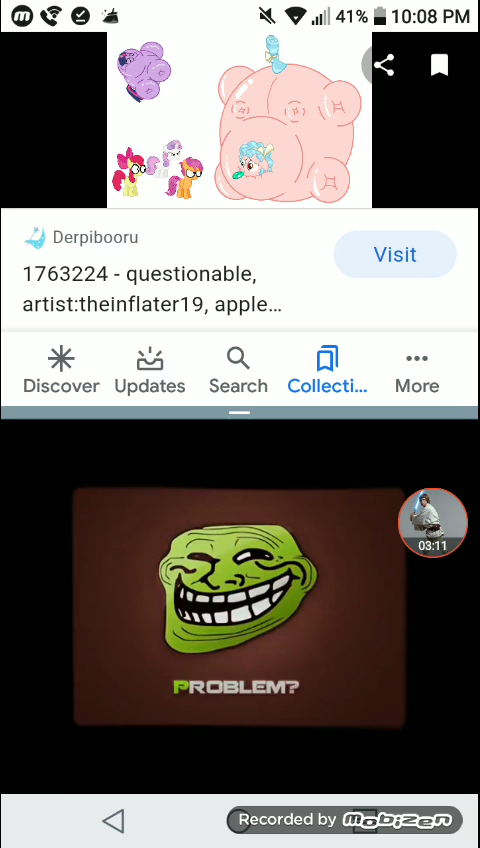 41% 10:08 PM
Derpibooru
Visit
1763224 - questionable,
artist:theinflater19, apple...
Discover Updates Search Collecti... More
03:11
PROBLEM?
Recorded by mobizen